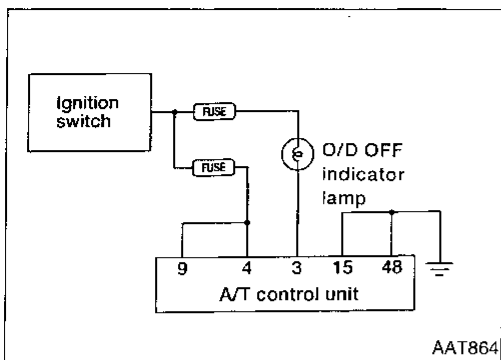 Ignition
switch
FUSE
FUSE
O/D OFF
indicator
lamp
9 4 3 15 48
A/T control unit
AAT864